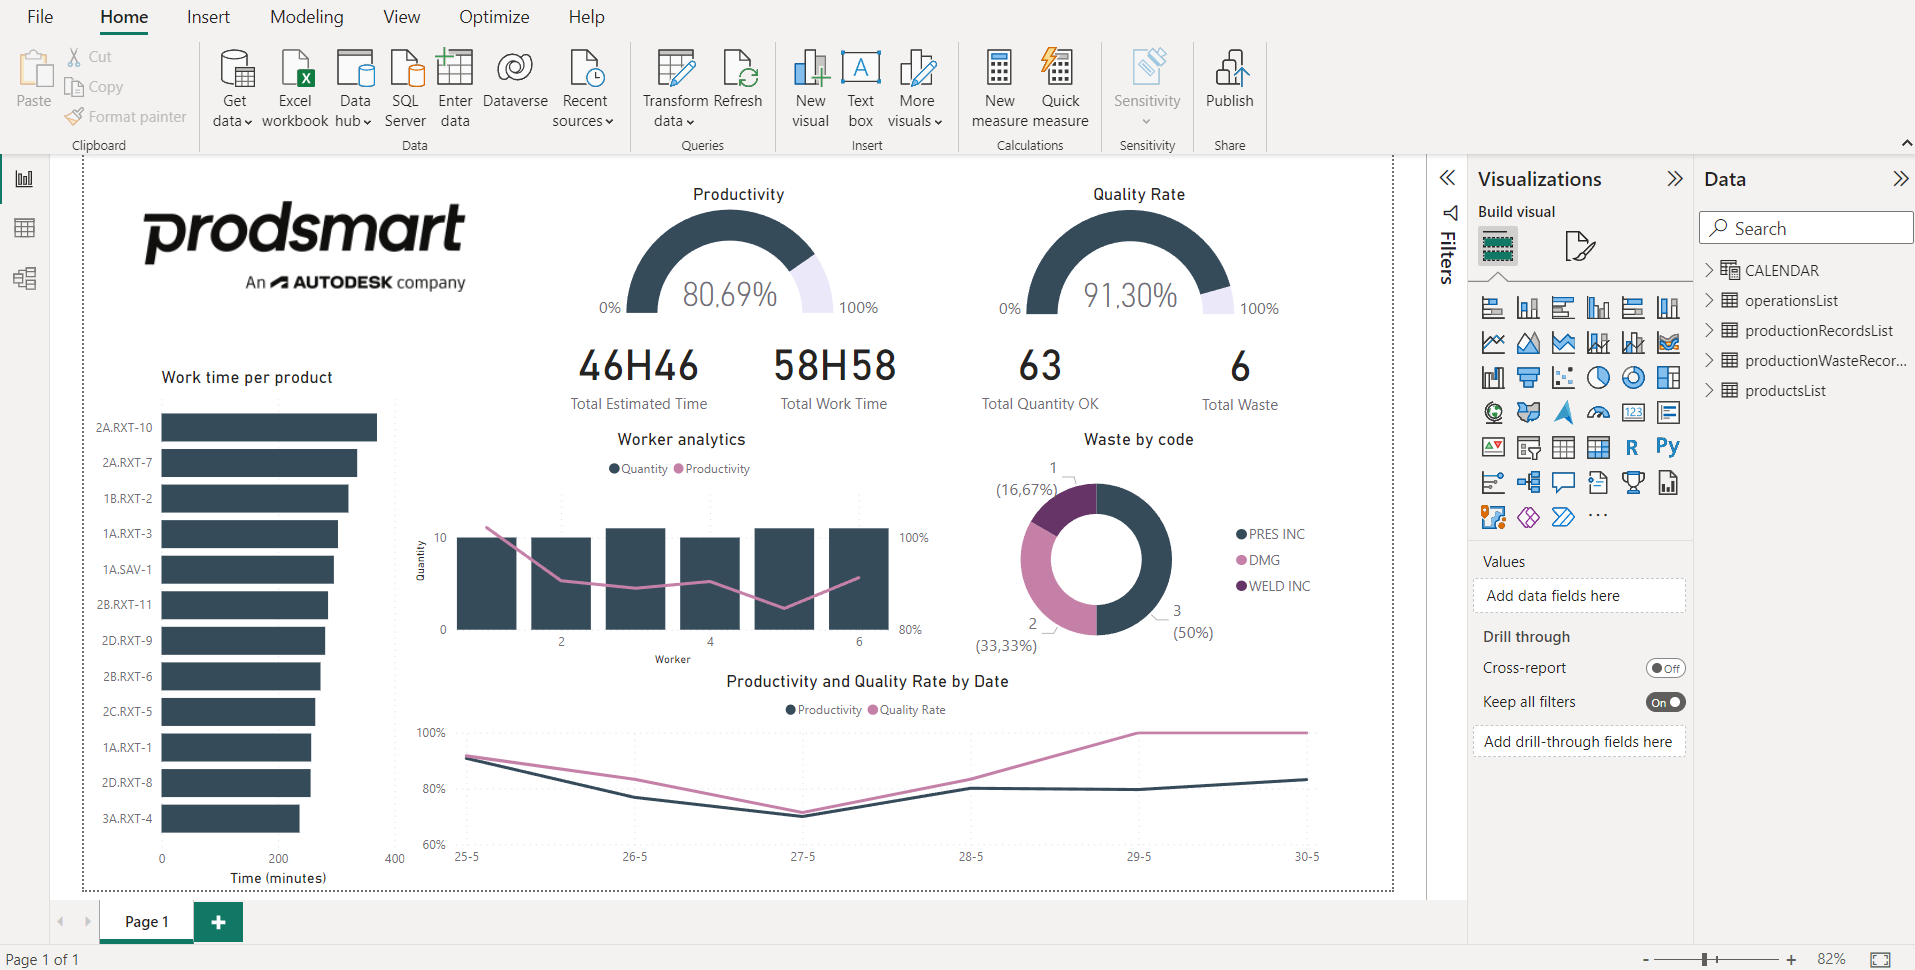 File Home Insert Modeling View Optimize Help
Paste
Cut
Copy
Format painter
Clipboard
Get data
Excel workbook
Data hub
SQL Server
Enter data
Dataverse
Recent sources
Data
Transform data
Refresh
Queries
New visual
Text box
More visuals
Insert
New measure
Quick measure
Calculations
Sensitivity
Sensitivity
Publish
Share
prodsmart
An AUTODESK company
Productivity
80,69%
0%
100%
Quality Rate
91,30%
0%
100%
46H46
Total Estimated Time
58H58
Total Work Time
63
Total Quantity OK
6
Total Waste
Work time per product
2A.RXT-10
2A.RXT-7
1B.RXT-2
1A.RXT-3
1A.SAV-1
2B.RXT-11
2D.RXT-9
2B.RXT-6
2C.RXT-5
1A.RXT-1
2D.RXT-8
3A.RXT-4
0 200 400
Time (minutes)
Worker analytics
Quantity Productivity
Quantity
10
0
100%
80%
2 4 6
Worker
Waste by code
1
(16,67%)
2
(33,33%)
3
(50%)
PRES INC
DMG
WELD INC
Productivity and Quality Rate by Date
Productivity Quality Rate
100%
80%
60%
25-5 26-5 27-5 28-5 29-5 30-5
Filters
Visualizations
Build visual
123
R
Py
Values
Add data fields here
Drill through
Cross-report
Off
Keep all filters
On
Add drill-through fields here
Data
Search
CALENDAR
operationsList
productionRecordsList
productionWasteRecor...
productsList
Page 1
+
Page 1 of 1
- + 82%